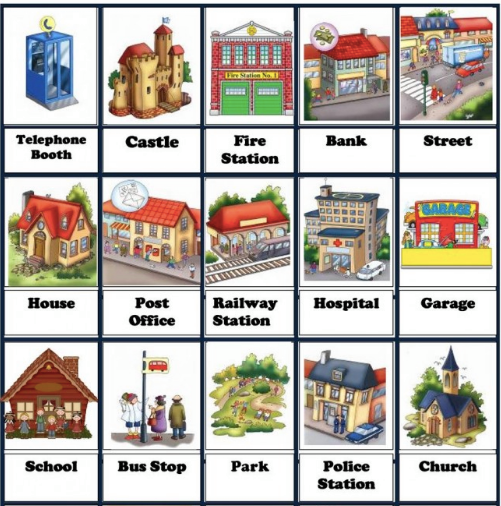 Fire Station No. 1
Telephone
Booth
Castle
Fire
Station
Bank
Street
GARAGE
House
Post
Office
Railway
Station
Hospital
Garage
School
Bus Stop
Park
Police
Station
Church